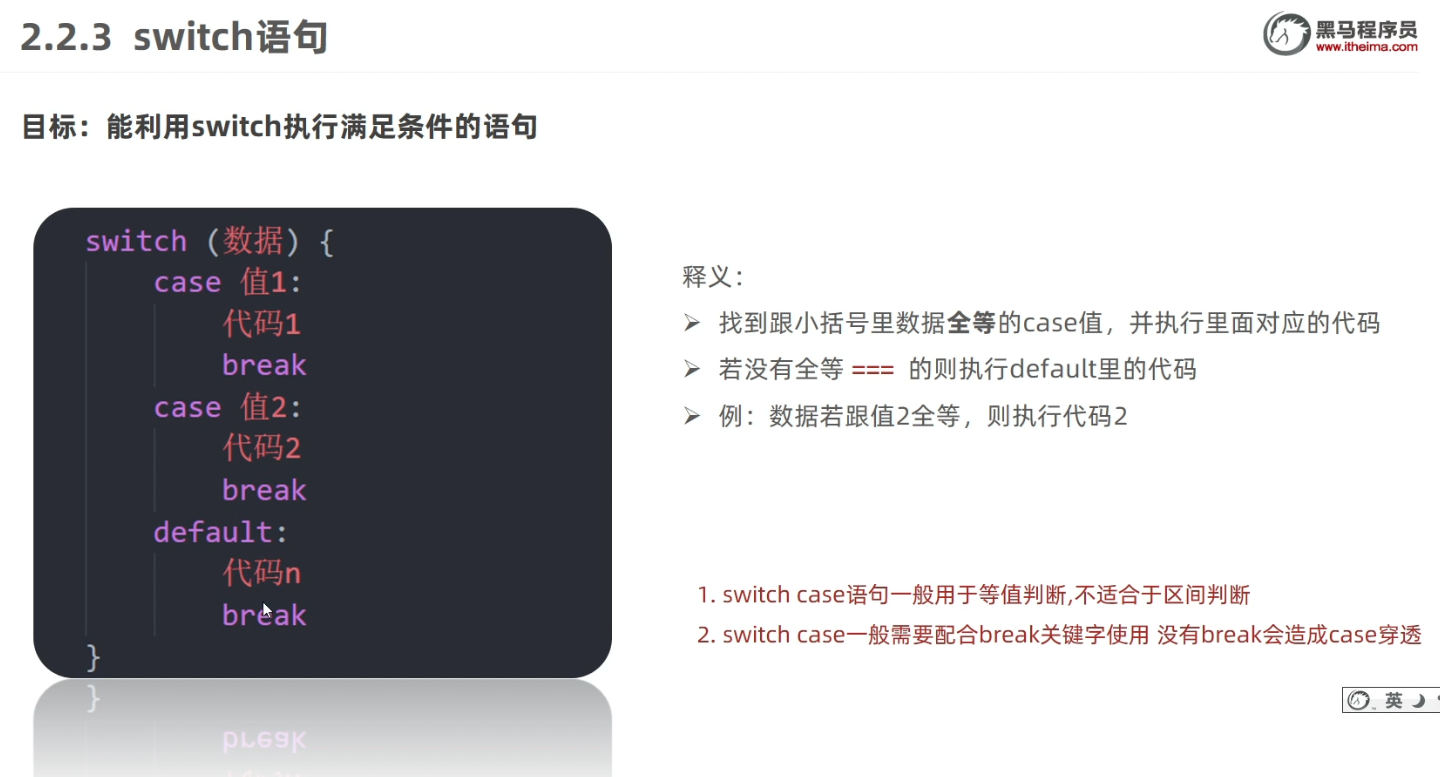 2.2.3 switch语句
黑马程序员
www.itheima.com
目标：能利用switch执行满足条件的语句
switch (数据) {
case 值1:
代码1
break
case 值2:
代码2
break
default:
代码n
break
}
释义：
找到跟小括号里数据全等的case值，并执行里面对应的代码
若没有全等 === 的则执行default里的代码
例：数据若跟值2全等，则执行代码2
1. switch case语句一般用于等值判断,不适合于区间判断
2. switch case一般需要配合break关键字使用 没有break会造成case穿透
英
}
break